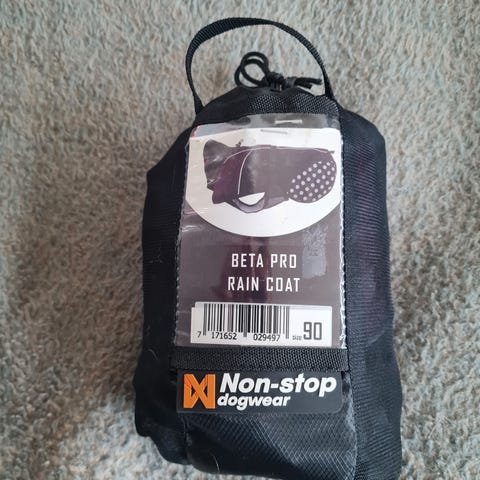 BETA PRO
RAIN COAT
7 171652 029497 size 90
Non-stop
dogwear